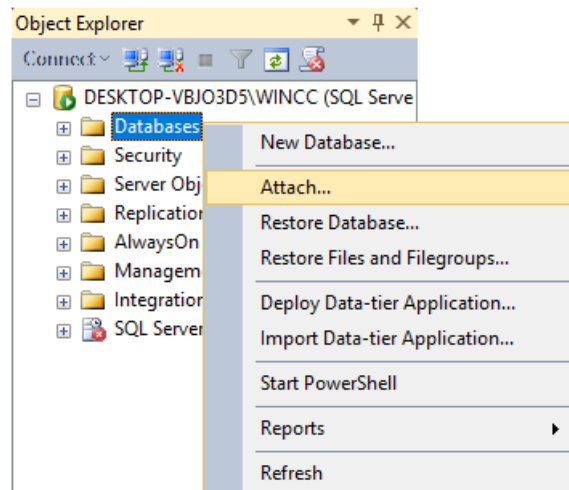 Object Explorer
Connect
DESKTOP-VBJO3D5\WINCC (SQL Serve
Databases
Security
Server Obj
Replication
AlwaysOn
Managem
Integration
SQL Server
New Database...
Attach...
Restore Database...
Restore Files and Filegroups...
Deploy Data-tier Application...
Import Data-tier Application...
Start PowerShell
Reports
Refresh